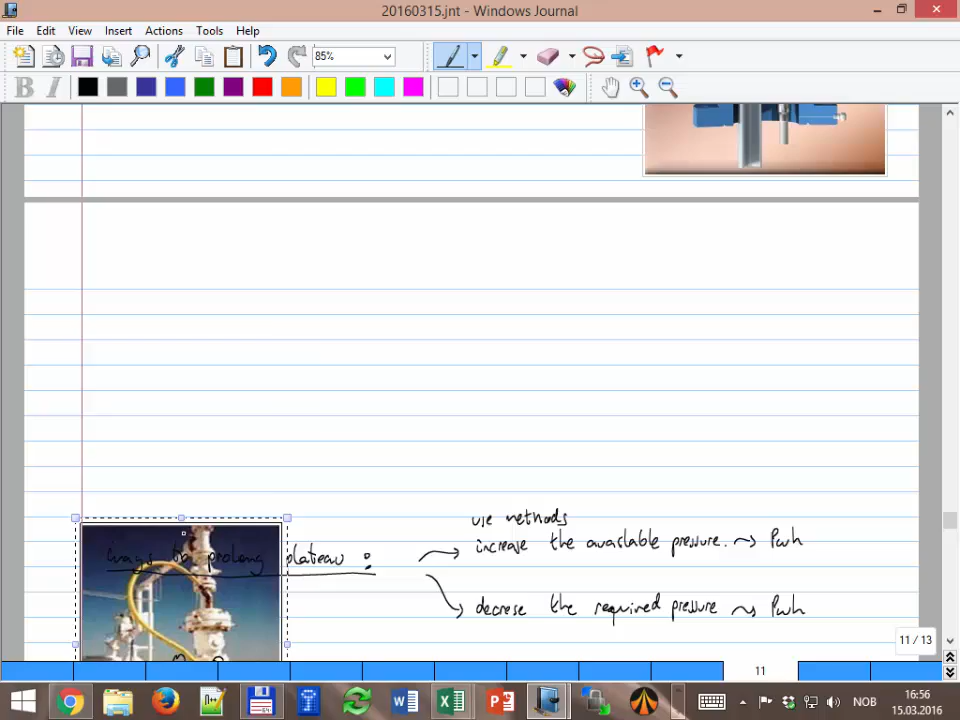 20160315.jnt - Windows Journal
File Edit View Insert Actions Tools Help
85%
B I
use methods
ways to prolong plateau : increase the available pressure. ~> Pwh
decrese the required pressure ~> Pwh
11 / 13
11
NOB
16:56
15.03.2016